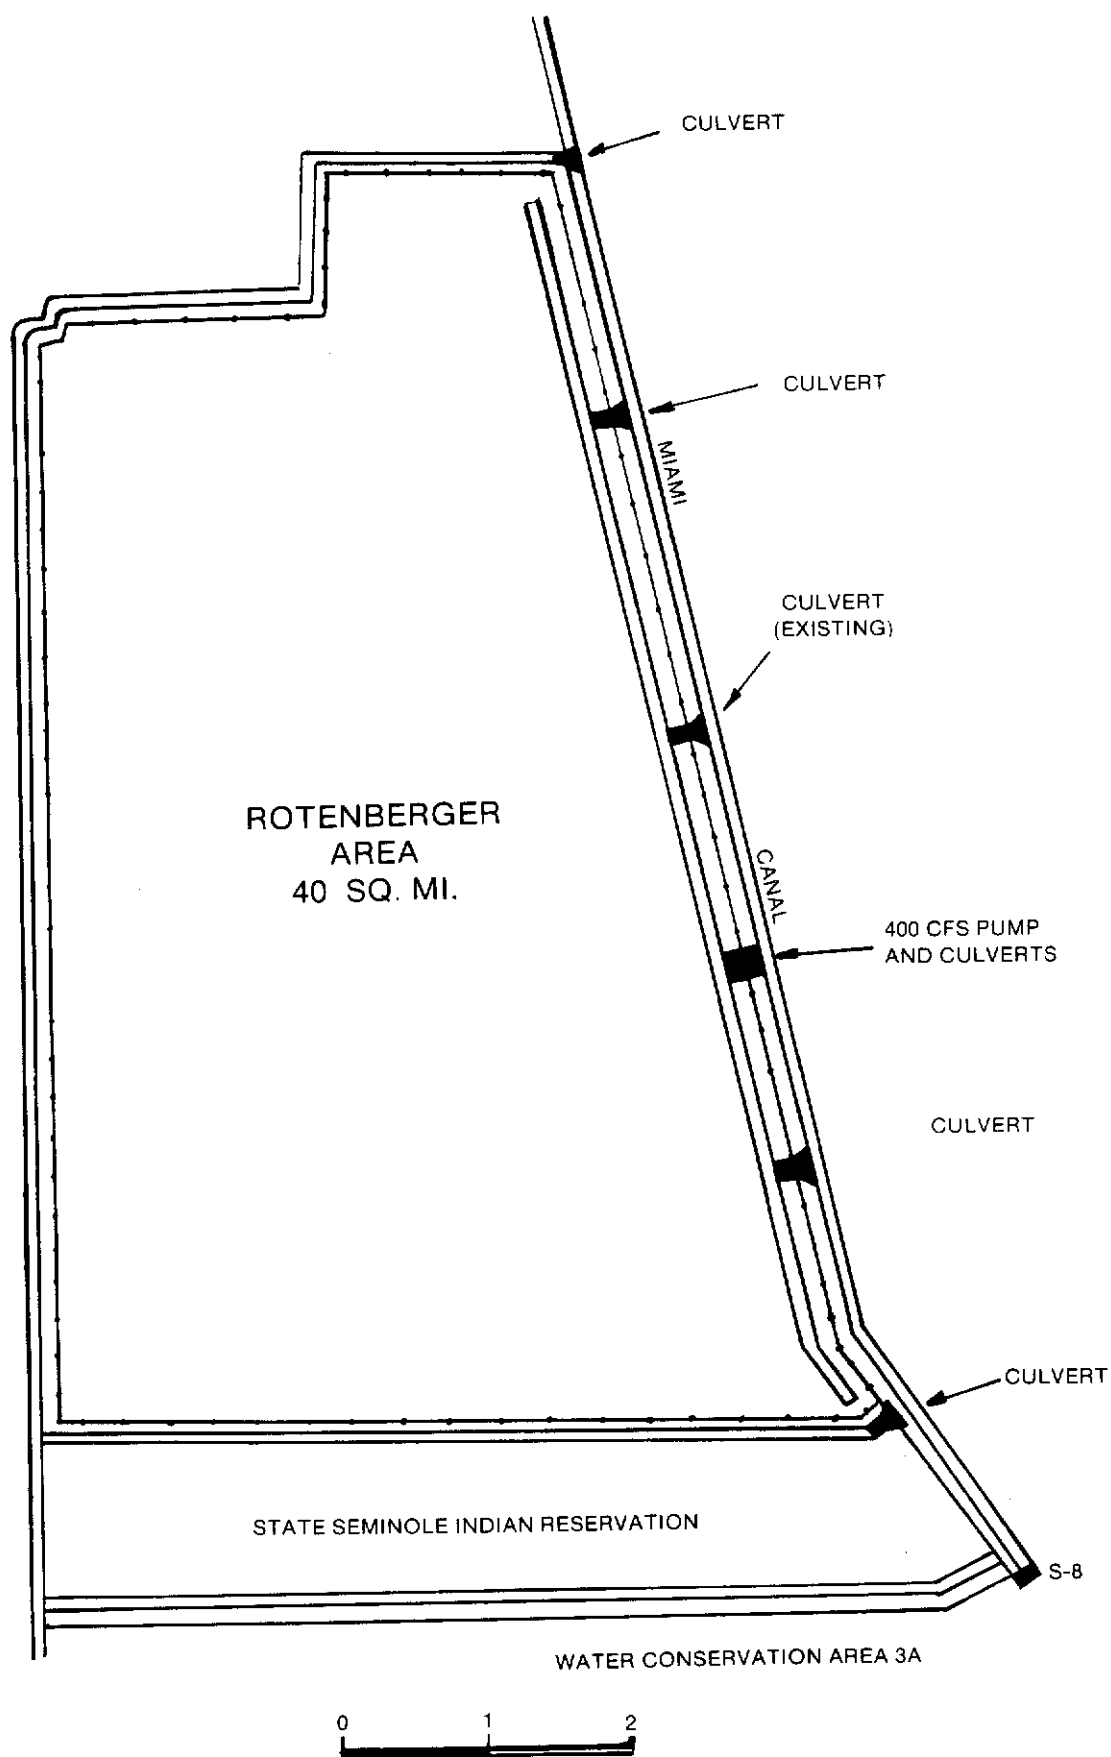 CULVERT
CULVERT
MIAMI
CULVERT
(EXISTING)
ROTENBERGER
AREA
40 SQ. MI.
CANAL
400 CFS PUMP
AND CULVERTS
CULVERT
CULVERT
STATE SEMINOLE INDIAN RESERVATION
S-8
WATER CONSERVATION AREA 3A
0 1 2